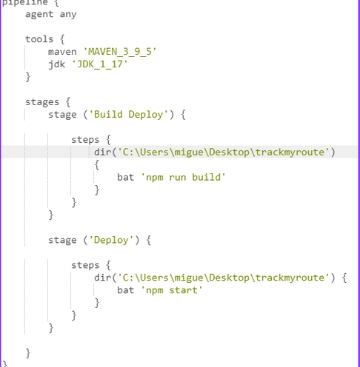 pipeline {
    agent any
    tools {
        maven 'MAVEN_3_9_5'
        jdk 'JDK_1_17'
    }
    stages {
        stage ('Build Deploy') {
            steps {
                dir('C:\Users\migue\Desktop\trackmyroute')
                {
                    bat 'npm run build'
                }
            }
        }
        stage ('Deploy') {
            steps {
                dir('C:\Users\migue\Desktop\trackmyroute') {
                    bat 'npm start'
                }
            }
        }
    }
}